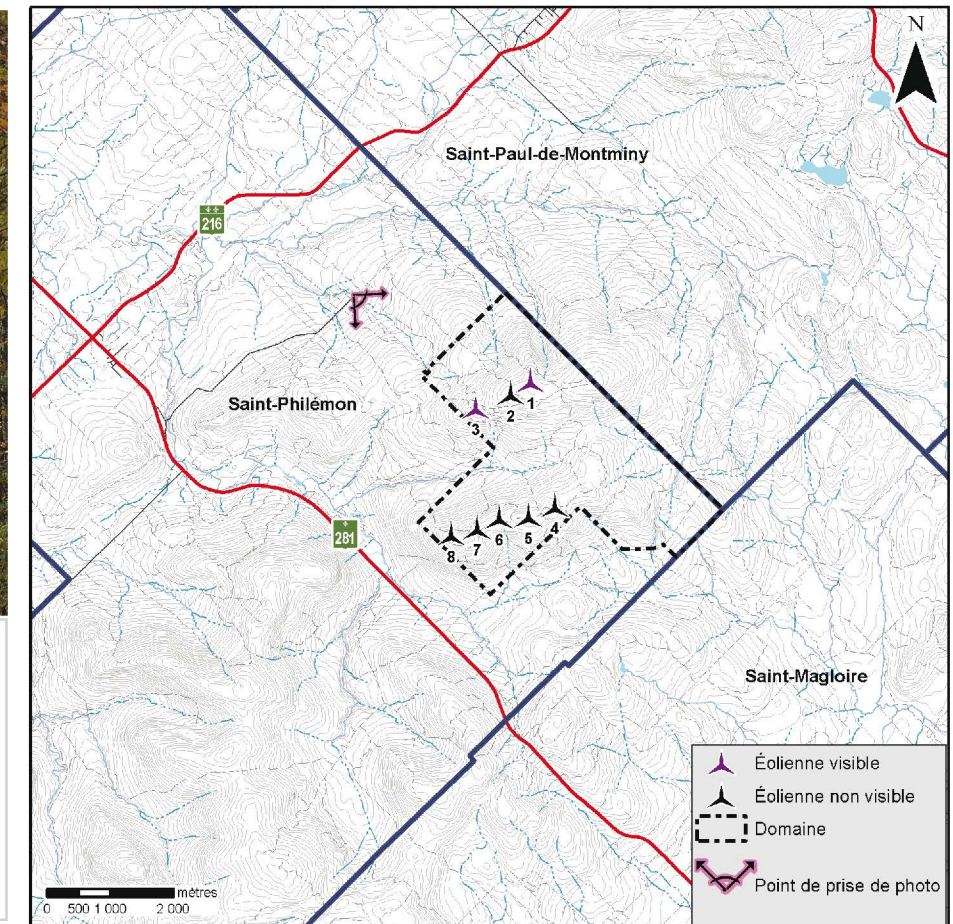 N
Saint-Paul-de-Montminy
216
Saint-Philémon
1
2
3
4
5
6
7
8
281
Saint-Magloire
Éolienne visible
Éolienne non visible
Domaine
Point de prise de photo
mètres
0 500 1 000 2 000